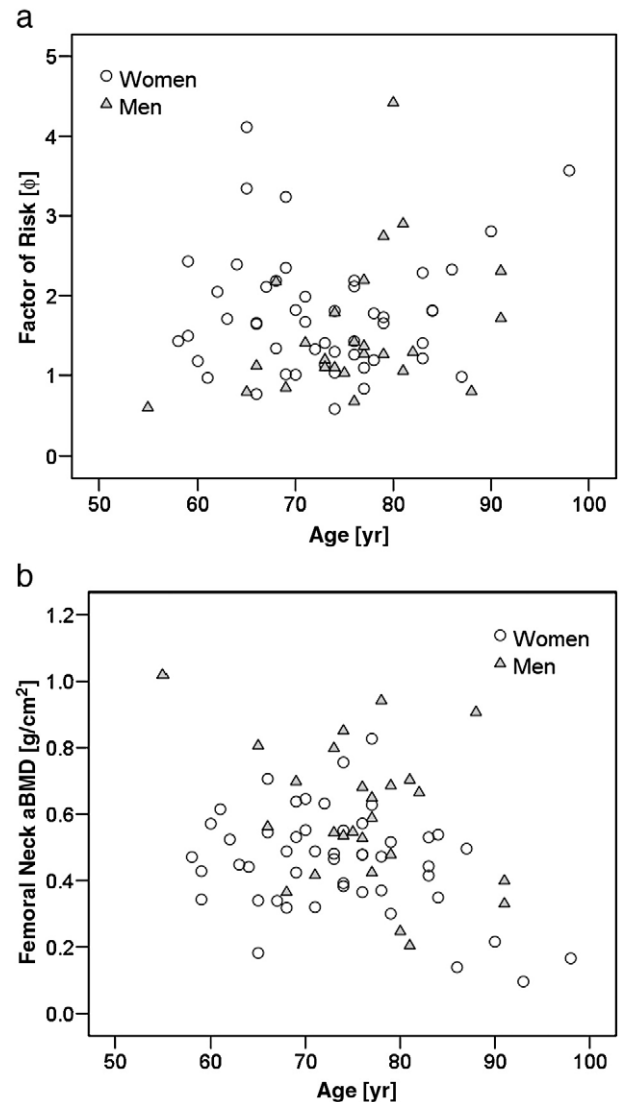 a
5
4
3
2
1
0
Factor of Risk [ϕ]
Women
Men
50 60 70 80 90 100
Age [yr]
b
1.2
1.0
0.8
0.6
0.4
0.2
0.0
Femoral Neck aBMD [g/cm²]
Women
Men
50 60 70 80 90 100
Age [yr]